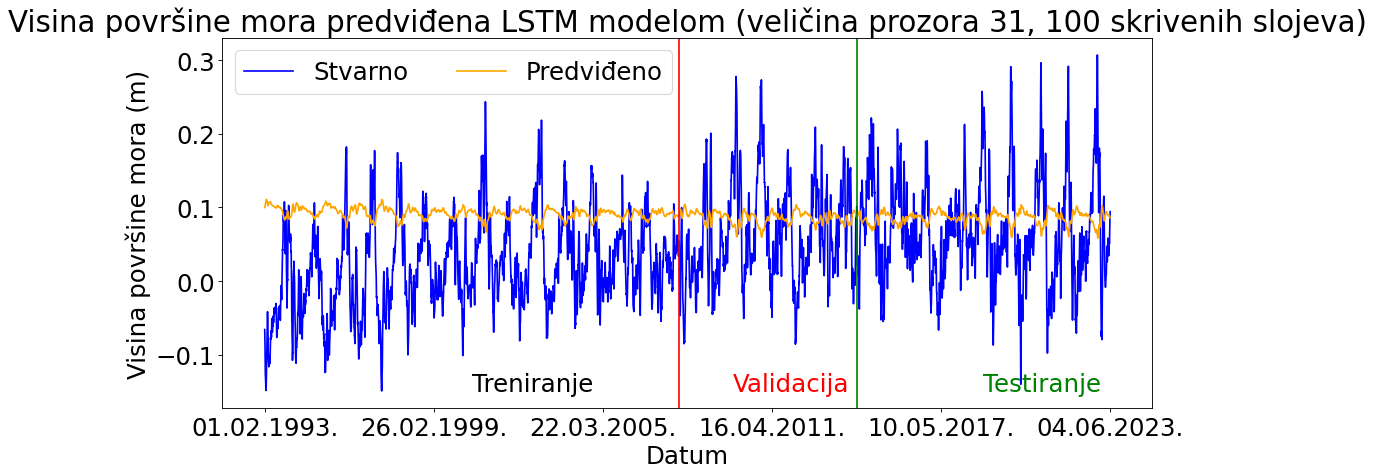 Visina površine mora predviđena LSTM modelom (veličina prozora 31, 100 skrivenih slojeva)
Stvarno Predviđeno
Visina površine mora (m)
0.3
0.2
0.1
0.0
−0.1
Treniranje Validacija Testiranje
01.02.1993. 26.02.1999. 22.03.2005. 16.04.2011. 10.05.2017. 04.06.2023.
Datum